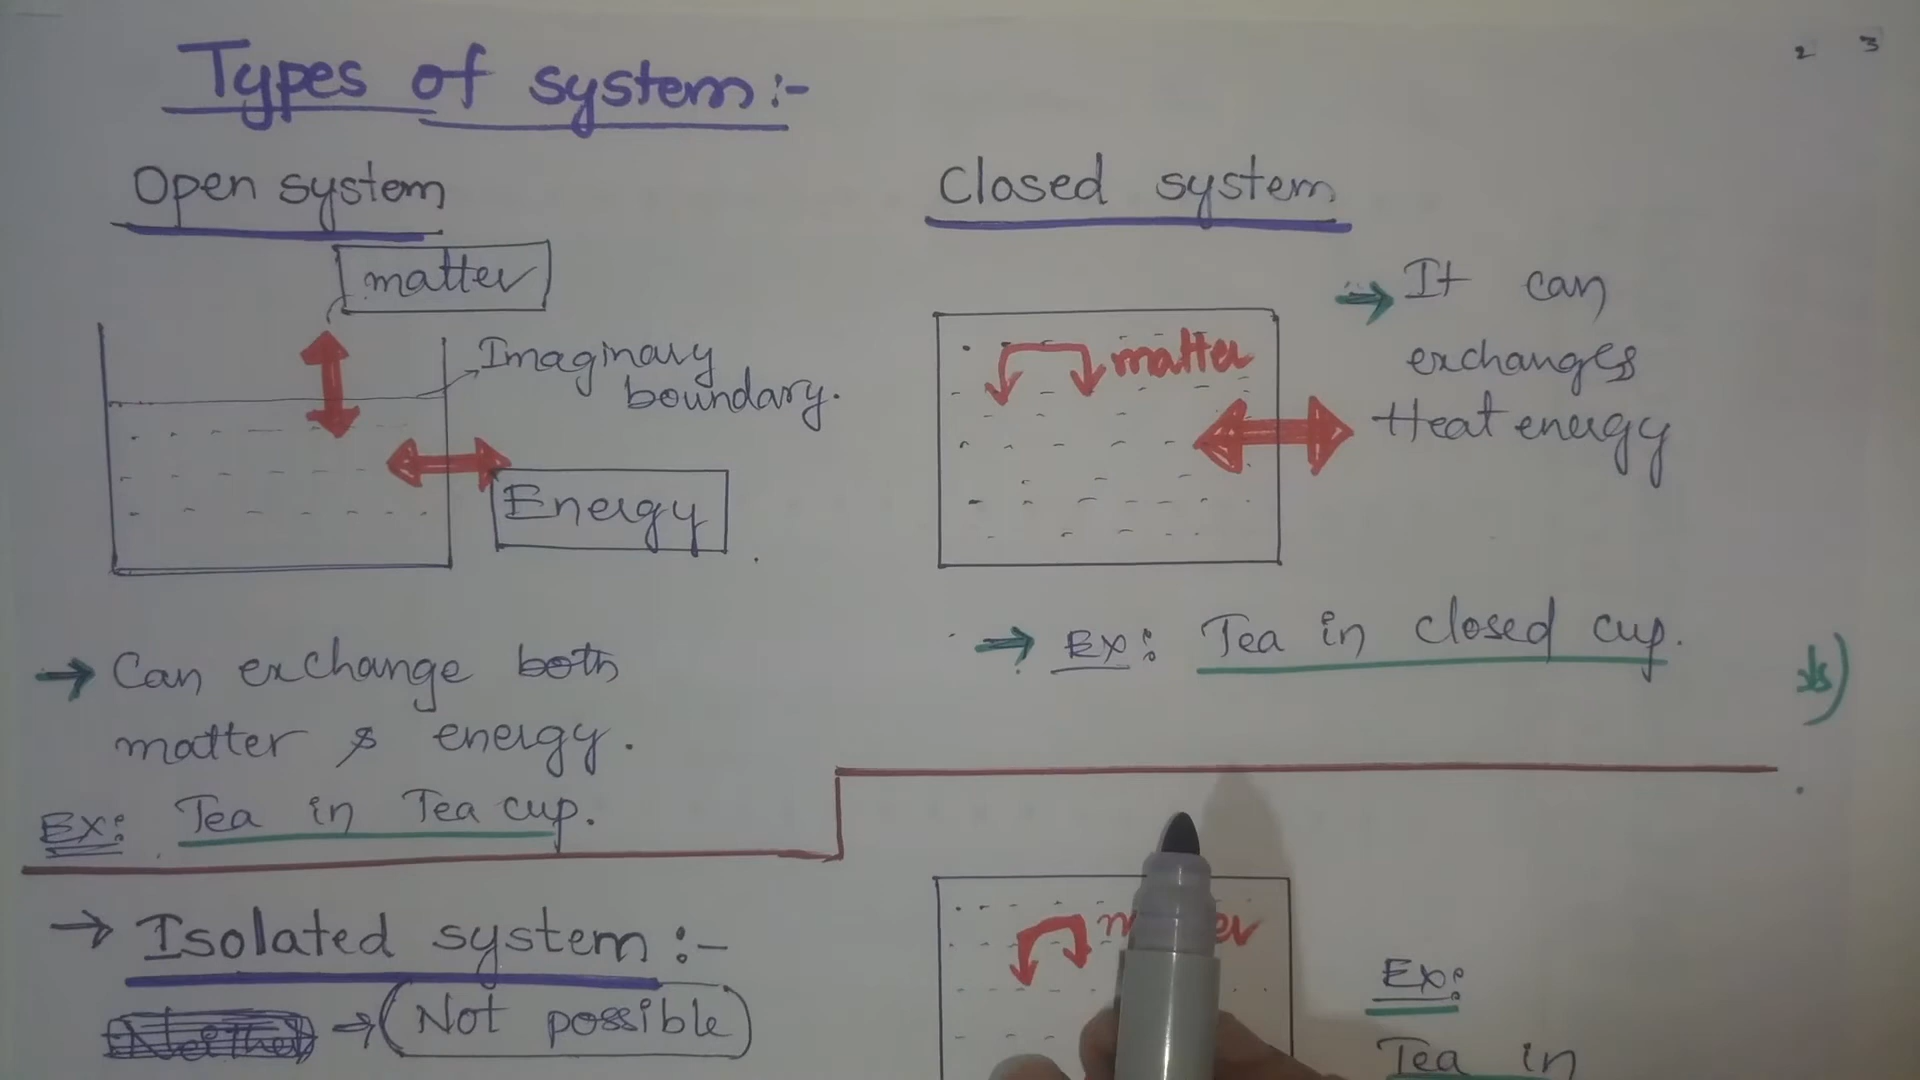 2 3
Types of system:-
Open system
matter
Imaginary
boundary.
Energy
→ Can exchange both
matter & energy.
Ex: Tea in Tea cup.
Closed system
matter
→ It can
exchanges
Heat energy
→ Ex: Tea in closed cup.
→ Isolated system :-
→ (Not possible)
Ex:
Tea in